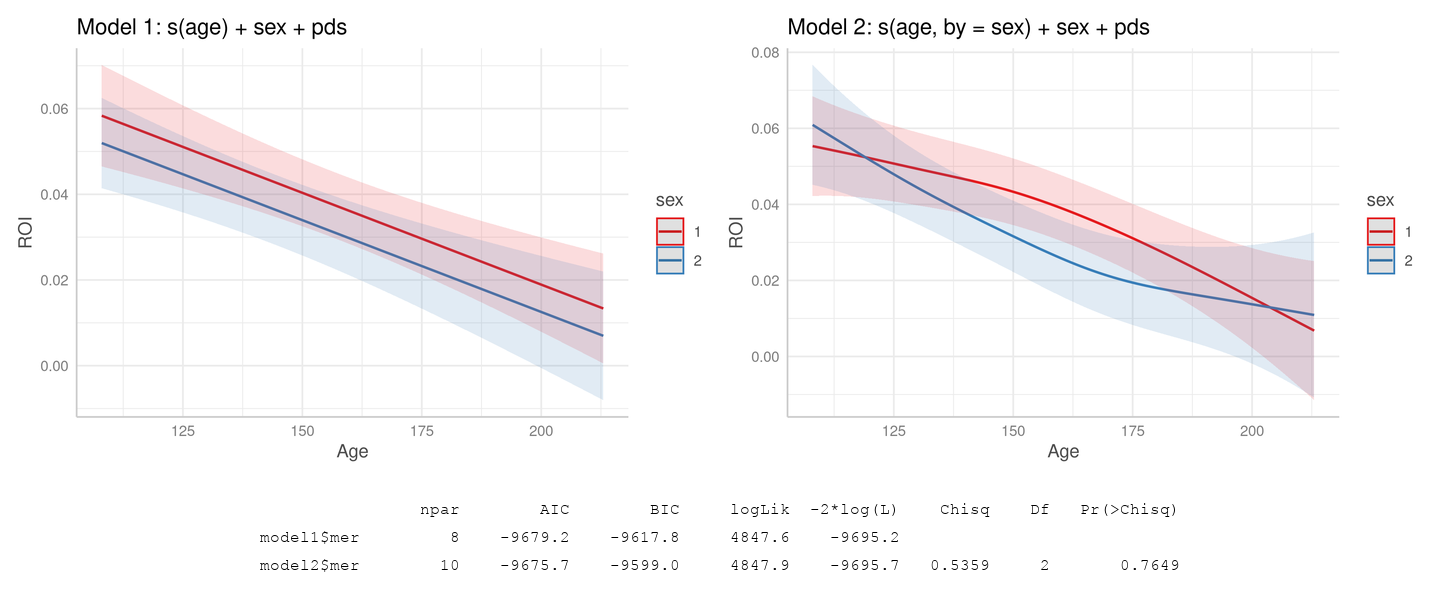 Model 1: s(age) + sex + pds
0.06
0.04
0.02
0.00
ROI
125 150 175 200
Age
sex
1
2
Model 2: s(age, by = sex) + sex + pds
0.08
0.06
0.04
0.02
0.00
ROI
125 150 175 200
Age
sex
1
2
npar AIC BIC logLik -2*log(L) Chisq Df Pr(>Chisq)
model1$mer 8 -9679.2 -9617.8 4847.6 -9695.2
model2$mer 10 -9675.7 -9599.0 4847.9 -9695.7 0.5359 2 0.7649